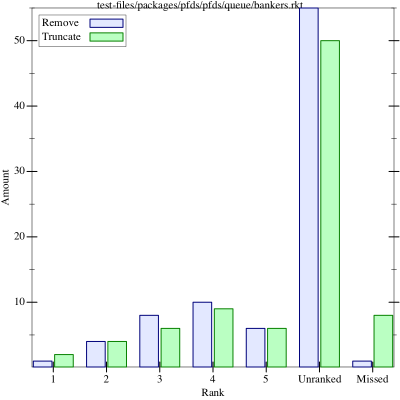 test-files/packages/pfds/pfds/queue/bankers.rkt
Remove
Truncate
50
40
30
20
10
Amount
1 2 3 4 5 Unranked Missed
Rank